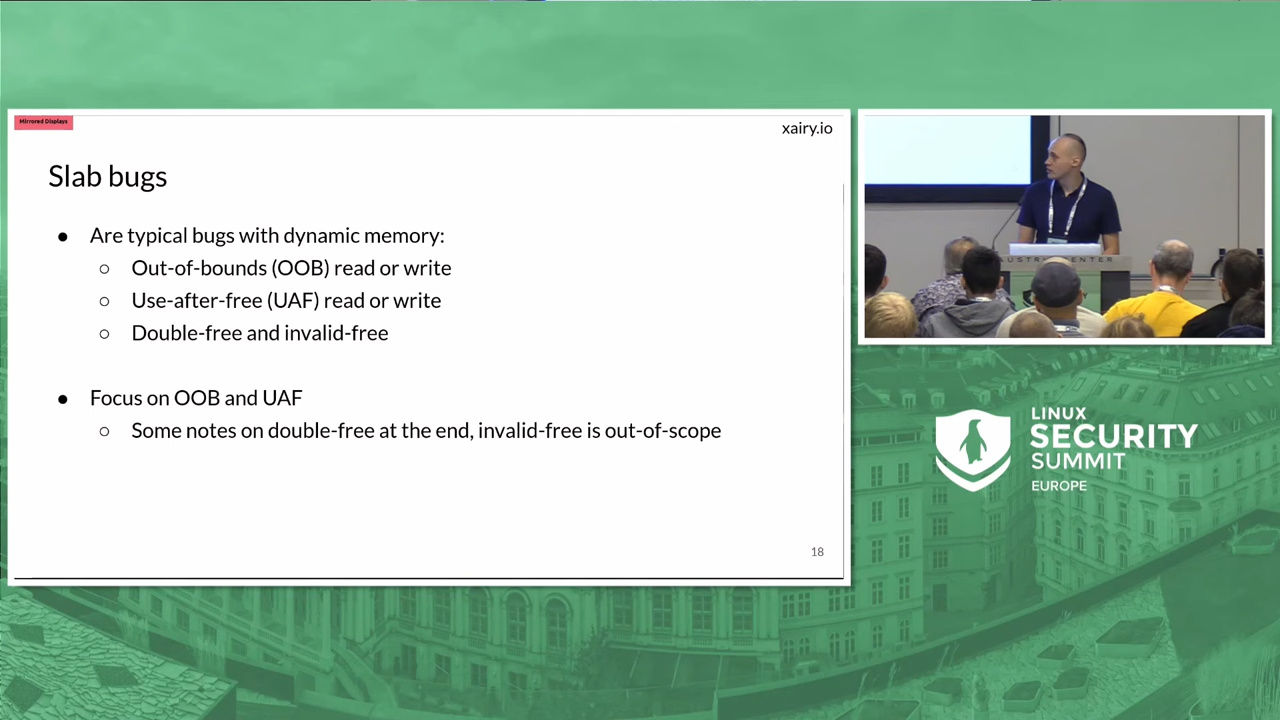 Mirrored Displays
xairy.io
Slab bugs
● Are typical bugs with dynamic memory:
○ Out-of-bounds (OOB) read or write
○ Use-after-free (UAF) read or write
○ Double-free and invalid-free
● Focus on OOB and UAF
○ Some notes on double-free at the end, invalid-free is out-of-scope
18
AUSTRIA CENTER
LINUX
SECURITY
SUMMIT
EUROPE